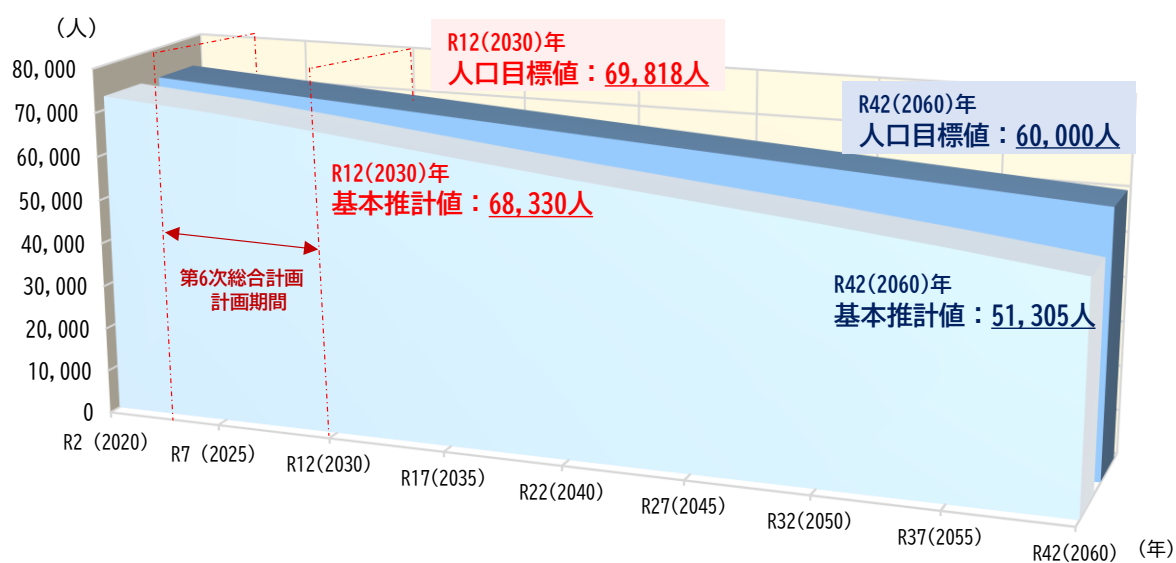 （人）
80,000
70,000
60,000
50,000
40,000
30,000
20,000
10,000
0
R12(2030)年
人口目標値：69,818人
R42(2060)年
人口目標値：60,000人
R12(2030)年
基本推計値：68,330人
第6次総合計画
計画期間
R42(2060)年
基本推計値：51,305人
R2 (2020)
R7 (2025)
R12(2030)
R17(2035)
R22(2040)
R27(2045)
R32(2050)
R37(2055)
R42(2060)
（年）